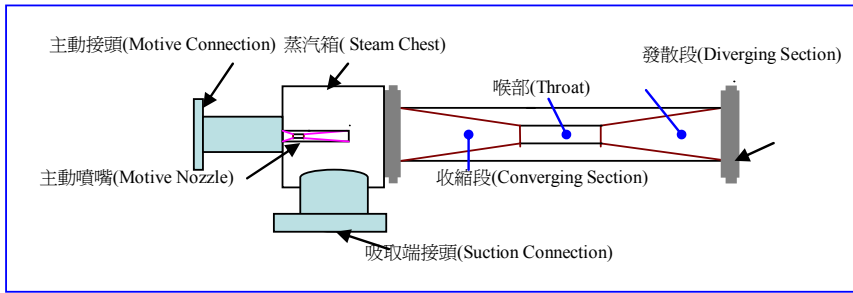 主動接頭(Motive Connection)
蒸汽箱( Steam Chest)
發散段(Diverging Section)
喉部(Throat)
主動噴嘴(Motive Nozzle)
收縮段(Converging Section)
吸取端接頭(Suction Connection)